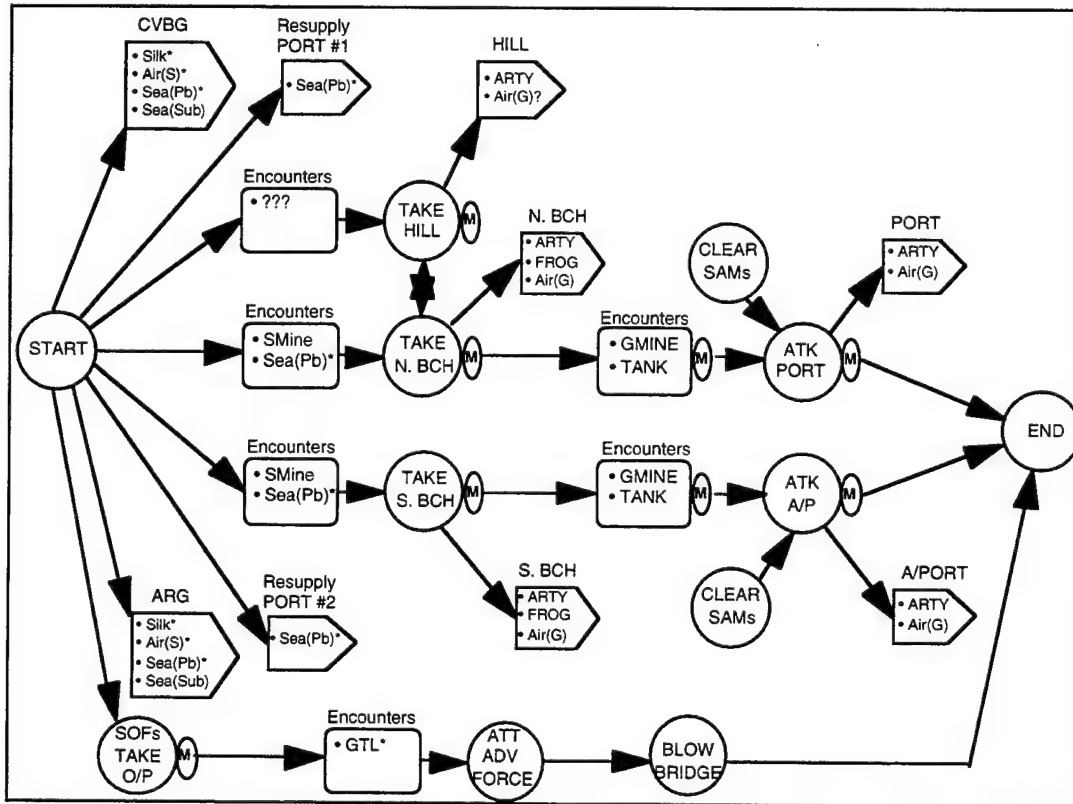 CVBG
• Silk*
• Air(S)*
• Sea(Pb)*
• Sea(Sub)
Resupply
PORT #1
• Sea(Pb)*
HILL
• ARTY
• Air(G)?
Encounters
• ???
TAKE
HILL
M
N. BCH
• ARTY
• FROG
• Air(G)
CLEAR
SAMs
PORT
• ARTY
• Air(G)
START
Encounters
• SMine
• Sea(Pb)*
TAKE
N. BCH
M
Encounters
• GMINE
• TANK
M
ATK
PORT
M
END
Encounters
• SMine
• Sea(Pb)*
TAKE
S. BCH
M
Encounters
• GMINE
• TANK
M
ATK
A/P
M
ARG
• Silk*
• Air(S)*
• Sea(Pb)*
• Sea(Sub)
Resupply
PORT #2
• Sea(Pb)*
S. BCH
• ARTY
• FROG
• Air(G)
CLEAR
SAMs
A/PORT
• ARTY
• Air(G)
SOFs
TAKE
O/P
M
Encounters
• GTL*
ATT
ADV
FORCE
BLOW
BRIDGE